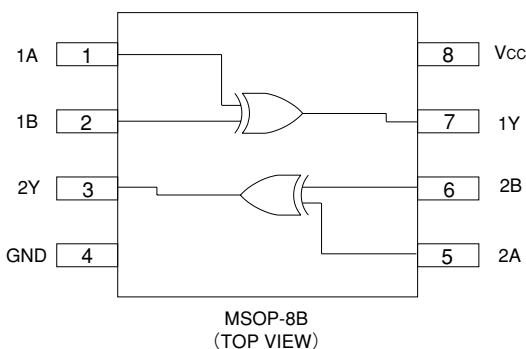 1A 1 8 Vcc
1B 2 7 1Y
2Y 3 6 2B
GND 4 5 2A
MSOP-8B
(TOP VIEW)